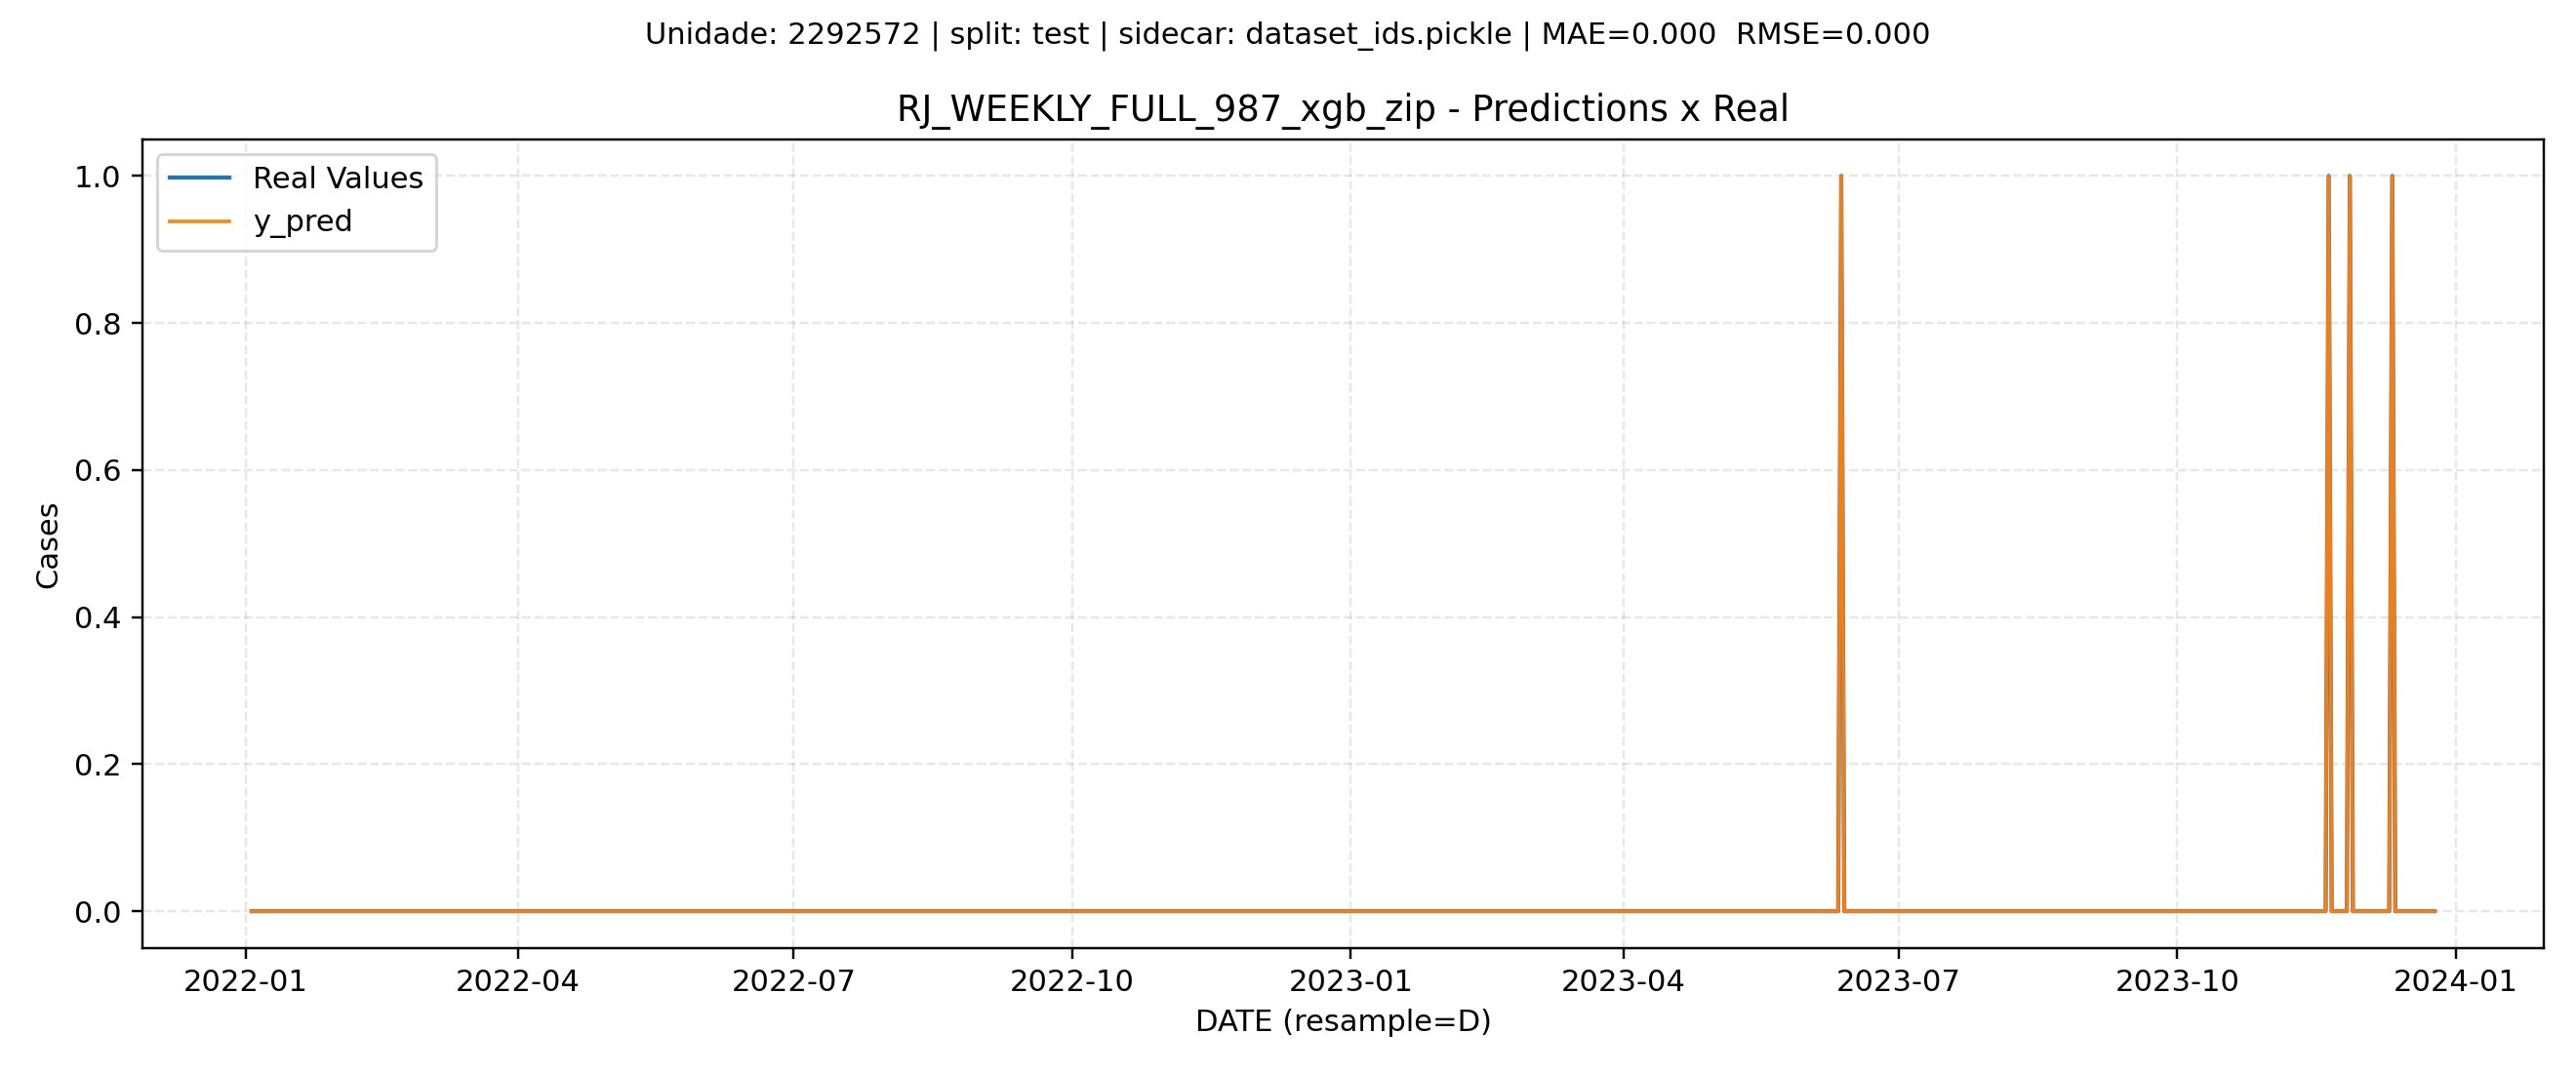 Unidade: 2292572 | split: test | sidecar: dataset_ids.pickle | MAE=0.000  RMSE=0.000
RJ_WEEKLY_FULL_987_xgb_zip - Predictions x Real
Real Values
y_pred
1.0
0.8
0.6
0.4
0.2
0.0
Cases
2022-01 2022-04 2022-07 2022-10 2023-01 2023-04 2023-07 2023-10 2024-01
DATE (resample=D)